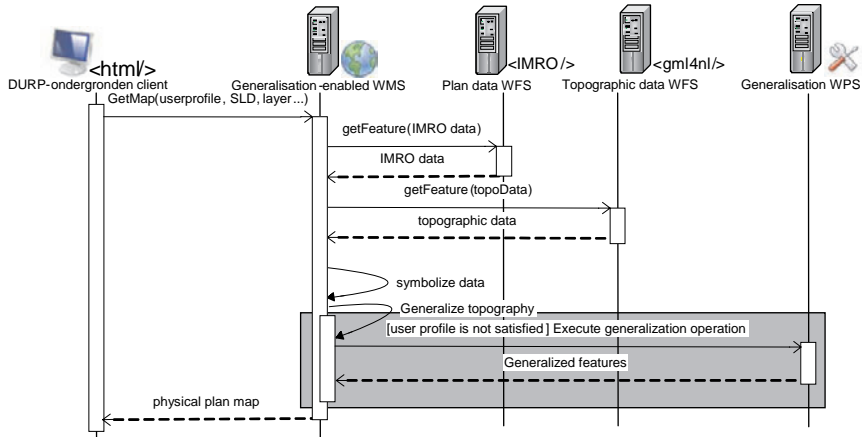 <html/>
<IMRO/>
<gml4nl/>
DURP-ondergronden client
Generalisation-enabled WMS
Plan data WFS
Topographic data WFS
Generalisation WPS
GetMap(userprofile, SLD, layer...)
getFeature(IMRO data)
IMRO data
getFeature(topoData)
topographic data
symbolize data
Generalize topography
[user profile is not satisfied] Execute generalization operation
Generalized features
physical plan map